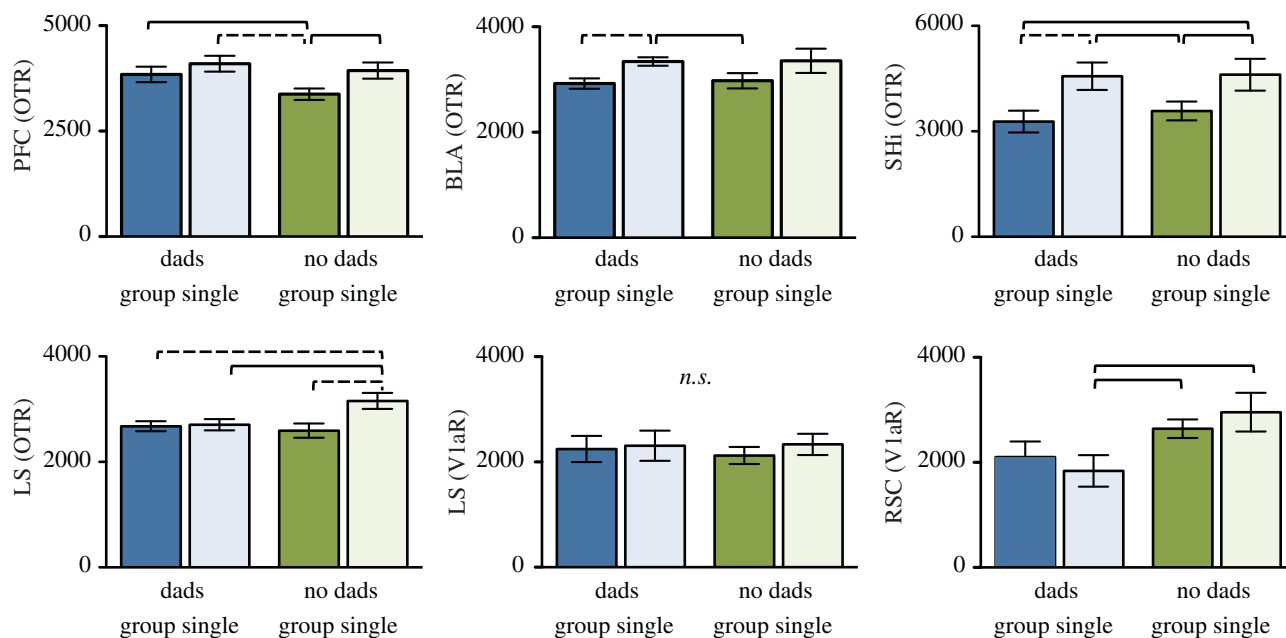 PFC (OTR)
5000
2500
0
dads no dads
group single group single
BLA (OTR)
4000
2000
0
dads no dads
group single group single
SHi (OTR)
6000
3000
0
dads no dads
group single group single
LS (OTR)
4000
2000
0
dads no dads
group single group single
LS (V1aR)
4000
2000
0
n.s.
dads no dads
group single group single
RSC (V1aR)
4000
2000
0
dads no dads
group single group single